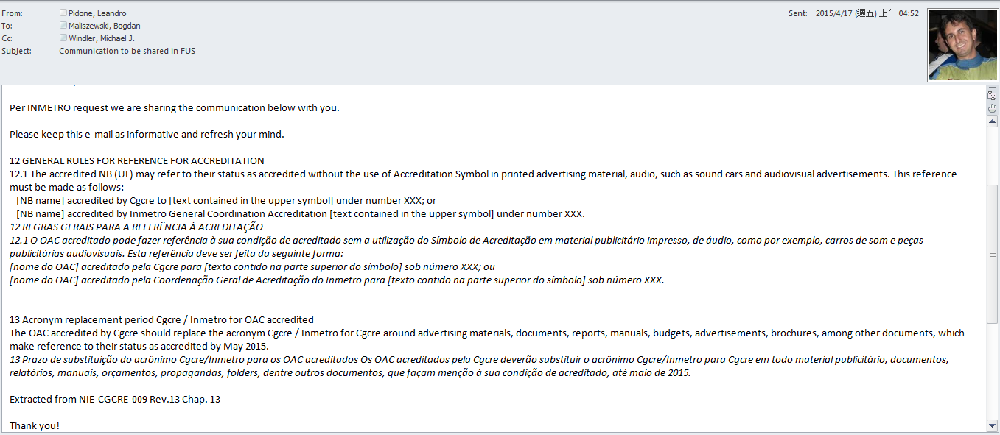 From: Pidone, Leandro Sent: 2015/4/17 (週五) 上午 04:52
To: Maliszewski, Bogdan
Cc: Windler, Michael J.
Subject: Communication to be shared in FUS
Per INMETRO request we are sharing the communication below with you.
Please keep this e-mail as informative and refresh your mind.
12 GENERAL RULES FOR REFERENCE FOR ACCREDITATION
12.1 The accredited NB (UL) may refer to their status as accredited without the use of Accreditation Symbol in printed advertising material, audio, such as sound cars and audiovisual advertisements. This reference
must be made as follows:
[NB name] accredited by Cgcre to [text contained in the upper symbol] under number XXX; or
[NB name] accredited by Inmetro General Coordination Accreditation [text contained in the upper symbol] under number XXX.
12 REGRAS GERAIS PARA A REFERÊNCIA À ACREDITAÇÃO
12.1 O OAC acreditado pode fazer referência à sua condição de acreditado sem a utilização do Símbolo de Acreditação em material publicitário impresso, de áudio, como por exemplo, carros de som e peças
publicitárias audiovisuais. Esta referência deve ser feita da seguinte forma:
[nome do OAC] acreditado pela Cgcre para [texto contido na parte superior do símbolo] sob número XXX; ou
[nome do OAC] acreditado pela Coordenação Geral de Acreditação do Inmetro para [texto contido na parte superior do símbolo] sob número XXX.
13 Acronym replacement period Cgcre / Inmetro for OAC accredited
The OAC accredited by Cgcre should replace the acronym Cgcre / Inmetro for Cgcre around advertising materials, documents, reports, manuals, budgets, advertisements, brochures, among other documents, which
make reference to their status as accredited by May 2015.
13 Prazo de substituição do acrônimo Cgcre/Inmetro para os OAC acreditados Os OAC acreditados pela Cgcre deverão substituir o acrônimo Cgcre/Inmetro para Cgcre em todo material publicitário, documentos,
relatórios, manuais, orçamentos, propagandas, folders, dentre outros documentos, que façam menção à sua condição de acreditado, até maio de 2015.
Extracted from NIE-CGCRE-009 Rev.13 Chap. 13
Thank you!